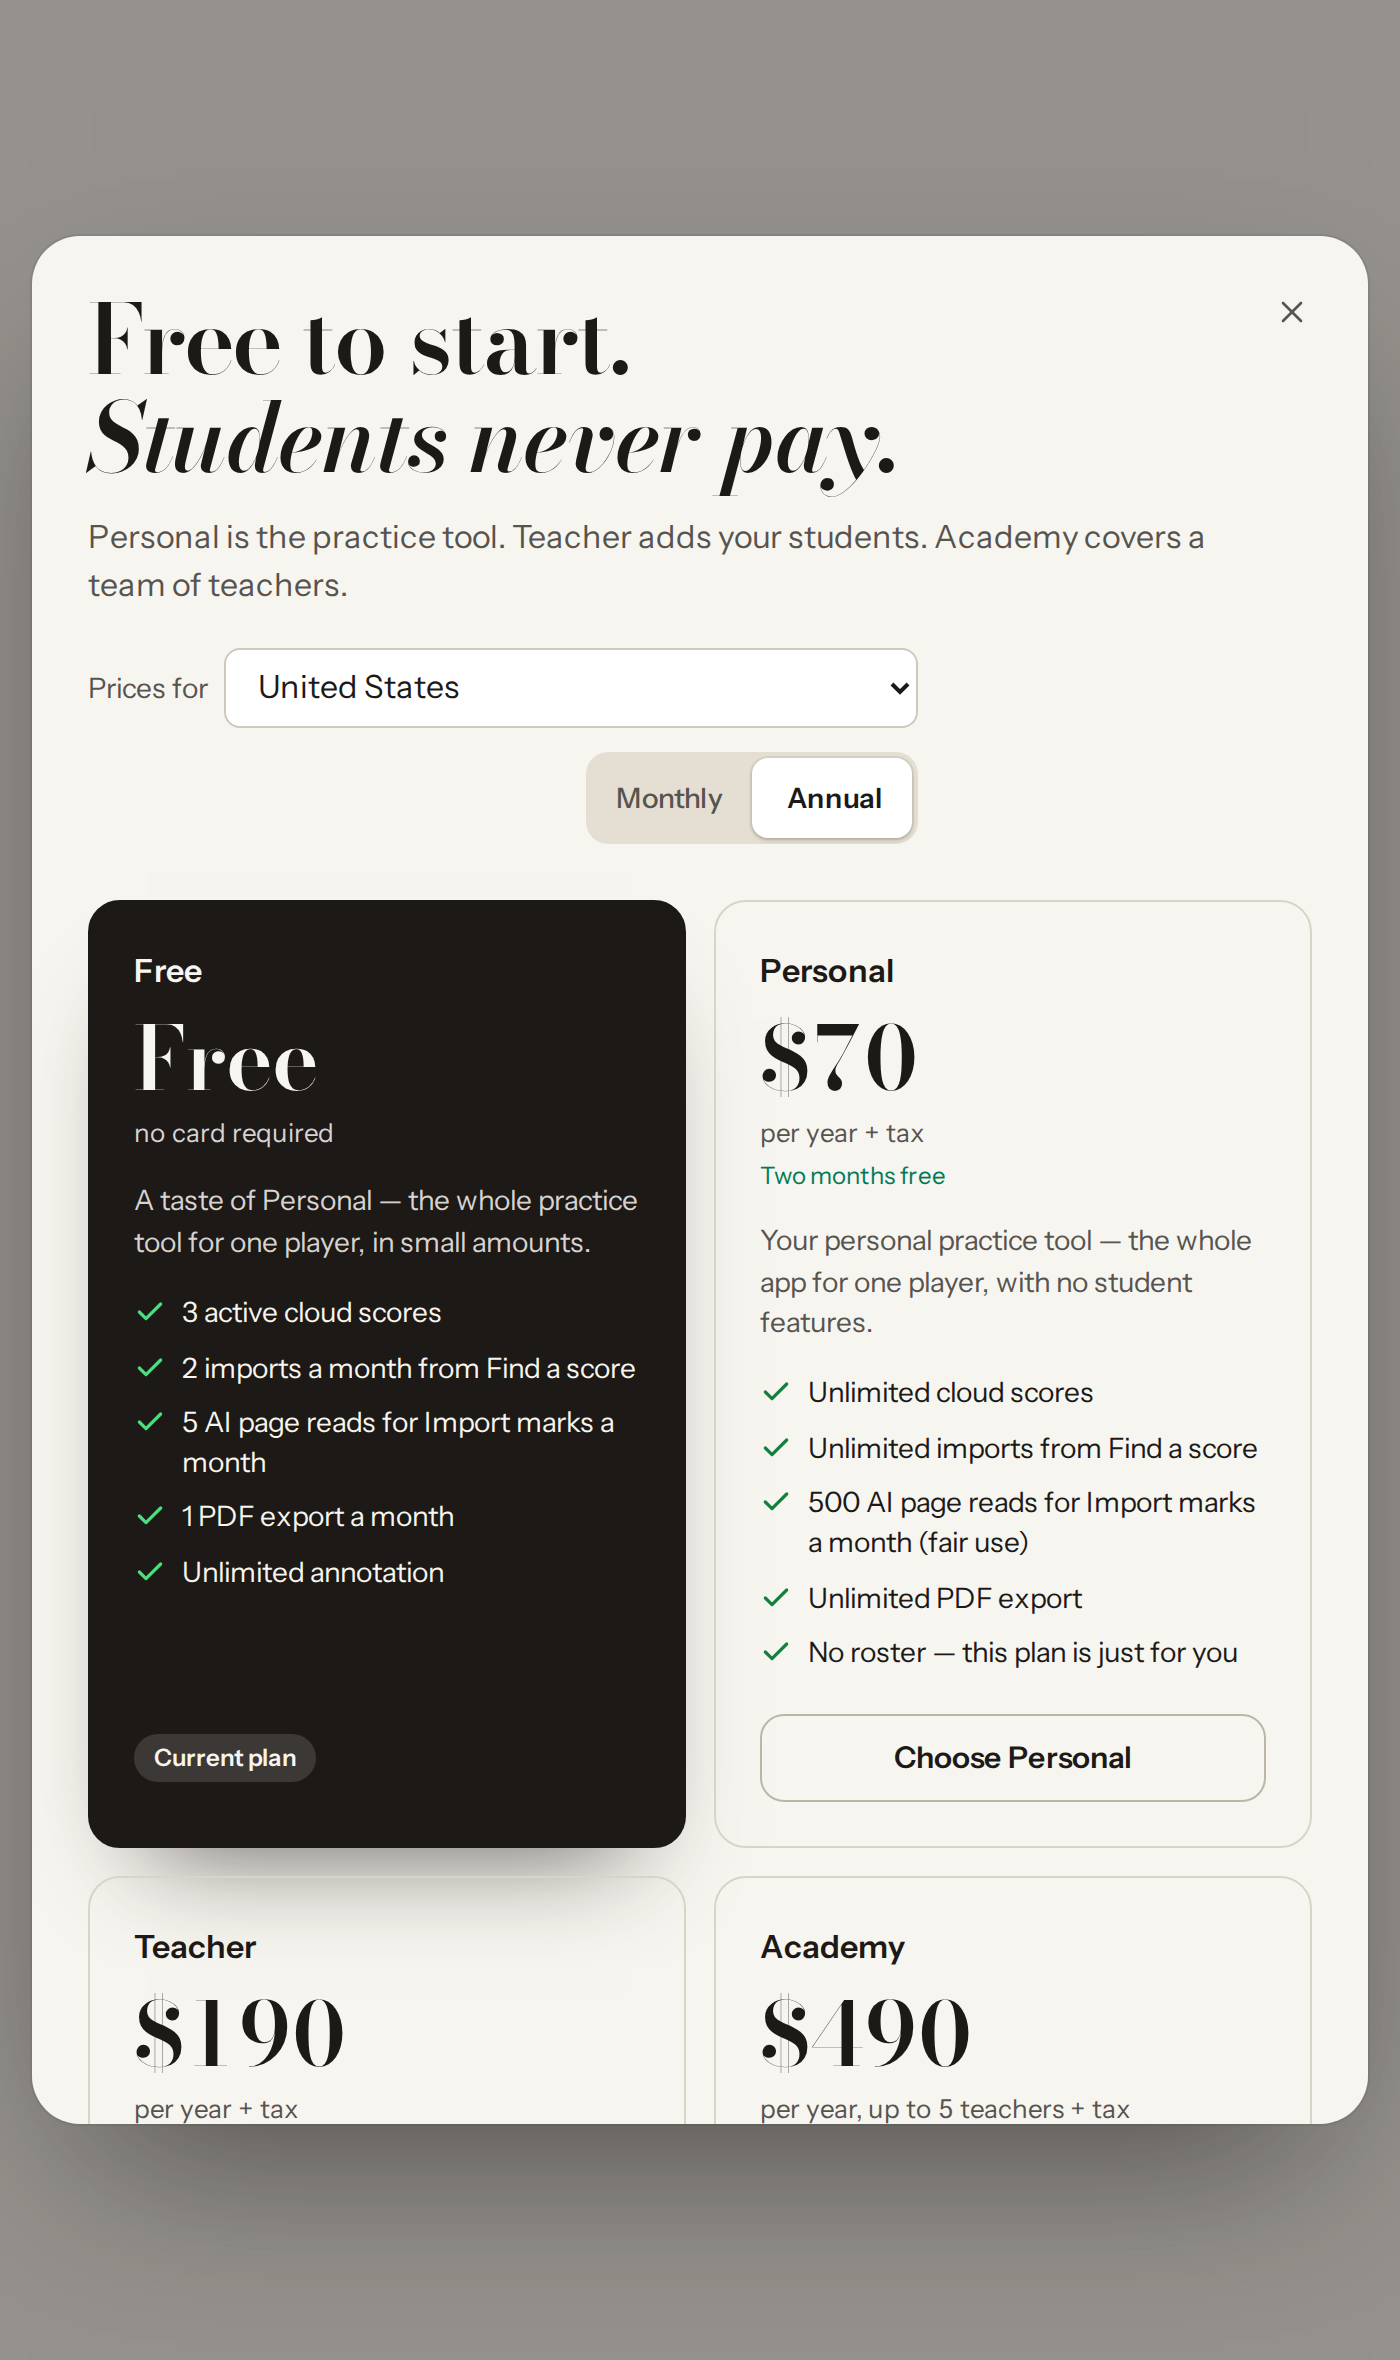 Free to start.
Students never pay.
Personal is the practice tool. Teacher adds your students. Academy covers a
team of teachers.
Prices for
United States
Monthly
Annual
Free
Free
no card required
A taste of Personal — the whole practice
tool for one player, in small amounts.
3 active cloud scores
2 imports a month from Find a score
5 AI page reads for Import marks a
month
1 PDF export a month
Unlimited annotation
Current plan
Personal
$70
per year + tax
Two months free
Your personal practice tool — the whole
app for one player, with no student
features.
Unlimited cloud scores
Unlimited imports from Find a score
500 AI page reads for Import marks
a month (fair use)
Unlimited PDF export
No roster — this plan is just for you
Choose Personal
Teacher
$190
per year + tax
Academy
$490
per year, up to 5 teachers + tax